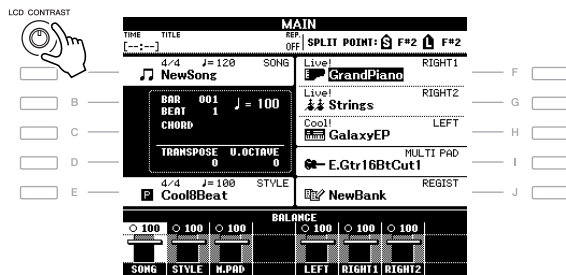 LCD CONTRAST
MAIN
TIME TITLE REP.
[--:--] OFF SPLIT POINT: S F#2 L F#2
4/4 ♩=120 SONG
NewSong
Live! RIGHT1
GrandPiano
F
B
BAR 001 ♩= 100
BEAT 1
Live! RIGHT2
Strings
G
C
CHORD
Cool! LEFT
GalaxyEP
H
D
TRANSPOSE U.OCTAVE
0 0
MULTI PAD
E.Gtr16BtCut1
I
E
4/4 ♩=100 STYLE
P Cool8Beat
REGIST
NewBank
J
BALANCE
100 100 100 100 100 100
SONG STYLE M.PAD LEFT RIGHT1 RIGHT2